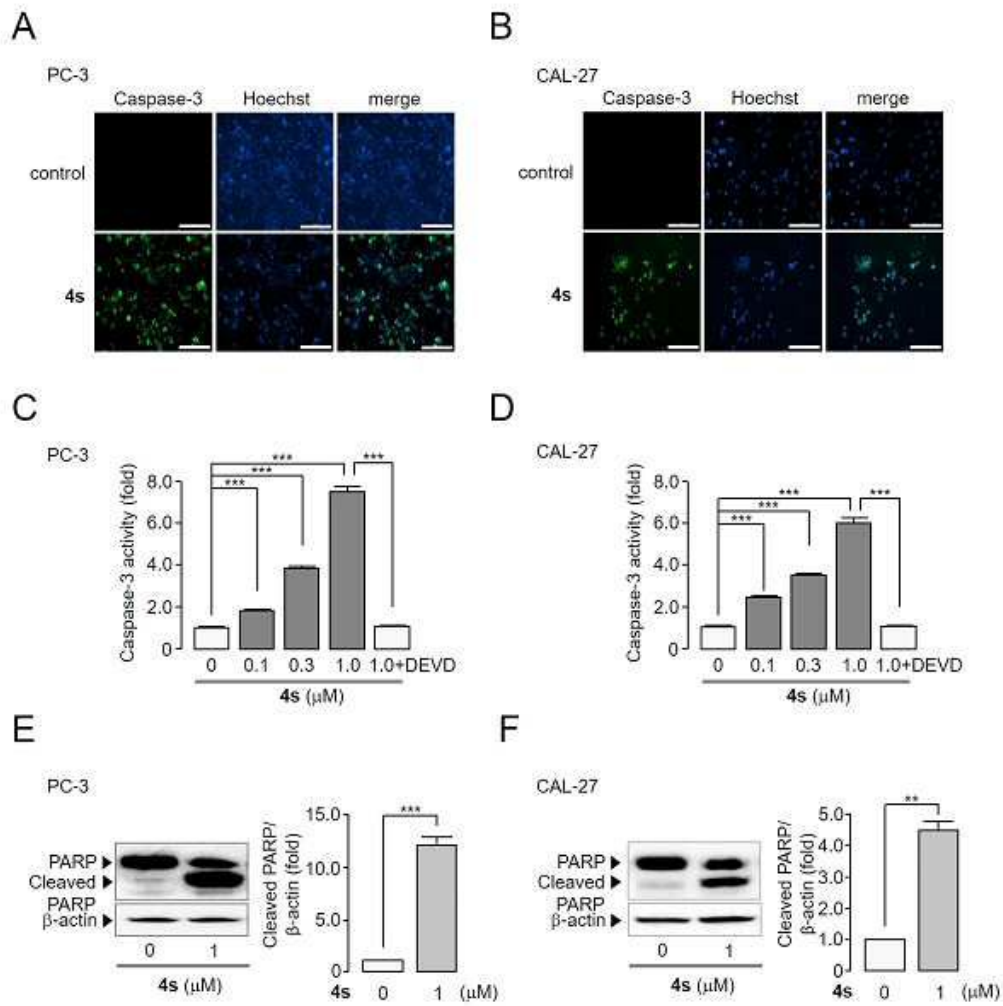 A
PC-3
Caspase-3 Hoechst merge
control
4s
B
CAL-27
Caspase-3 Hoechst merge
control
4s
C
PC-3
Caspase-3 activity (fold)
8.0
6.0
4.0
2.0
0
***
***
***
***
0 0.1 0.3 1.0 1.0+DEVD
4s (μM)
D
CAL-27
Caspase-3 activity (fold)
8.0
6.0
4.0
2.0
0
***
***
***
***
0 0.1 0.3 1.0 1.0+DEVD
4s (μM)
E
PC-3
PARP
Cleaved
PARP
β-actin
0 1
4s (μM)
Cleaved PARP/
β-actin (fold)
15.0
10.0
5.0
0
***
4s 0 1 (μM)
F
CAL-27
PARP
Cleaved
PARP
β-actin
0 1
4s (μM)
Cleaved PARP/
β-actin (fold)
5.0
4.0
3.0
2.0
1.0
0
**
4s 0 1 (μM)